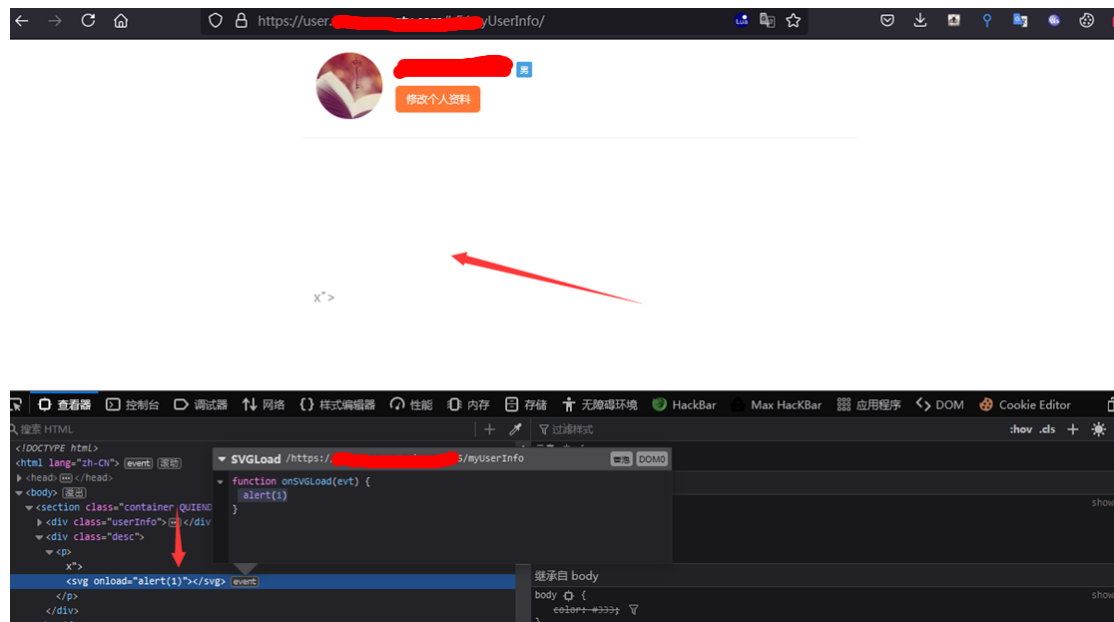 https://user.
yUserInfo/
男
修改个人资料
x">
查看器 控制台 调试器 网络 {} 样式编辑器 性能 内存 存储 无障碍环境 HackBar Max HacKBar 应用程序 DOM Cookie Editor
搜索 HTML
过滤样式
:hov .cls
<!DOCTYPE html>
<html lang="zh-CN"> event 滚动
<head> </head>
<body> 溢出
<section class="container QUIEND
<div class="userInfo"> </div
<div class="desc">
<p>
x">
<svg onload="alert(1)"></svg> event
</p>
</div>
SVGLoad /https:/ /myUserInfo
冒泡 DOM0
function onSVGLoad(evt) {
alert(1)
}
show
继承自 body
body {
show
color: #333;
}